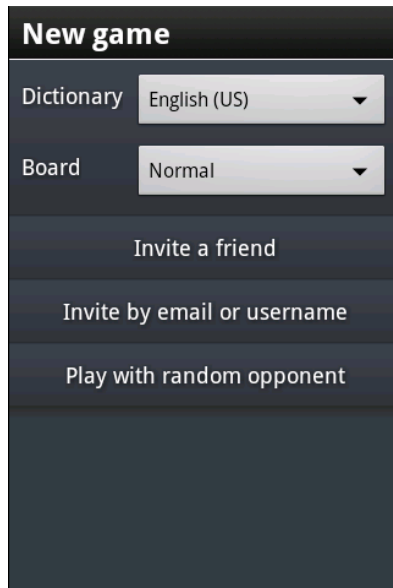 New game
Dictionary English (US)
Board Normal
Invite a friend
Invite by email or username
Play with random opponent